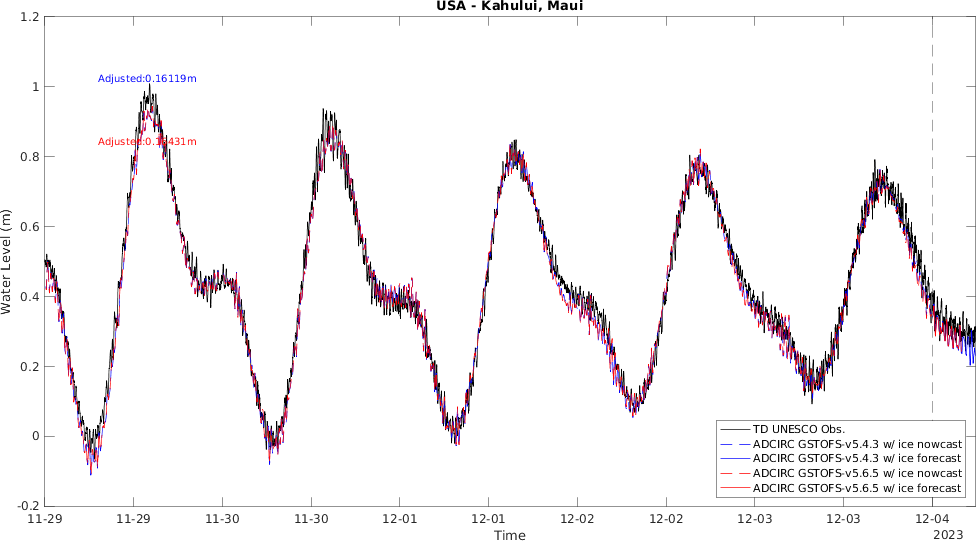 USA - Kahului, Maui
1.2
1
0.8
0.6
0.4
0.2
0
-0.2
Water Level (m)
Adjusted:0.16119m
TD UNESCO Obs.
ADCIRC GSTOFS-v5.4.3 w/ ice nowcast
ADCIRC GSTOFS-v5.4.3 w/ ice forecast
ADCIRC GSTOFS-v5.6.5 w/ ice nowcast
ADCIRC GSTOFS-v5.6.5 w/ ice forecast
11-29 11-29 11-30 11-30 12-01 12-01 12-02 12-02 12-03 12-03 12-04
Time
2023